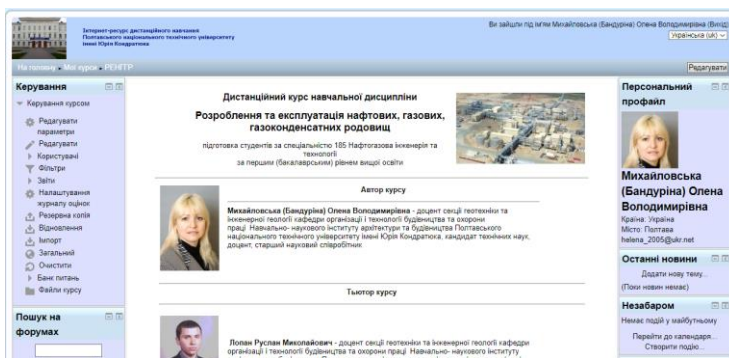 Інтернет-ресурс дистанційного навчання
Полтавського національного технічного університету
імені Юрія Кондратюка
Ви зайшли під ім'ям Михайловська (Бандуріна) Олена Володимирівна (Вихід)
Українська (uk)
На головну Мої курси РЕНГГР
Редагувати
Керування
Керування курсом
Редагувати
параметри
Редагувати
Користувачі
Фільтри
Звіти
Налаштування
журналу оцінок
Резервна копія
Відновлення
Імпорт
Загальний
Очистити
Банк питань
Файли курсу
Пошук на
форумах
Дистанційний курс навчальної дисципліни
Розроблення та експлуатація нафтових, газових,
газоконденсатних родовищ
підготовка студентів за спеціальністю 185 Нафтогазова інженерія та
технології
за першим (бакалаврським) рівнем вищої освіти
Автор курсу
Михайловська (Бандуріна) Олена Володимирівна - доцент секції геотехніки та
інженерної геології кафедри організації і технології будівництва та охорони
праці Навчально- наукового інституту архітектури та будівництва Полтавського
національного технічного університету імені Юрія Кондратюка, кандидат технічних наук,
доцент, старший науковий співробітник
Тьютор курсу
Лопан Руслан Миколайович - доцент секції геотехніки та інженерної геології кафедри
організації і технології будівництва та охорони праці Навчально- наукового інституту
Персональний
профайл
Михайловська
(Бандуріна) Олена
Володимирівна
Країна: Україна
Місто: Полтава
helena_2005@ukr.net
Останні новини
Додати нову тему...
(Поки новин немає)
Незабаром
Немає подій у майбутньому
Перейти до календаря...
Створити подію...